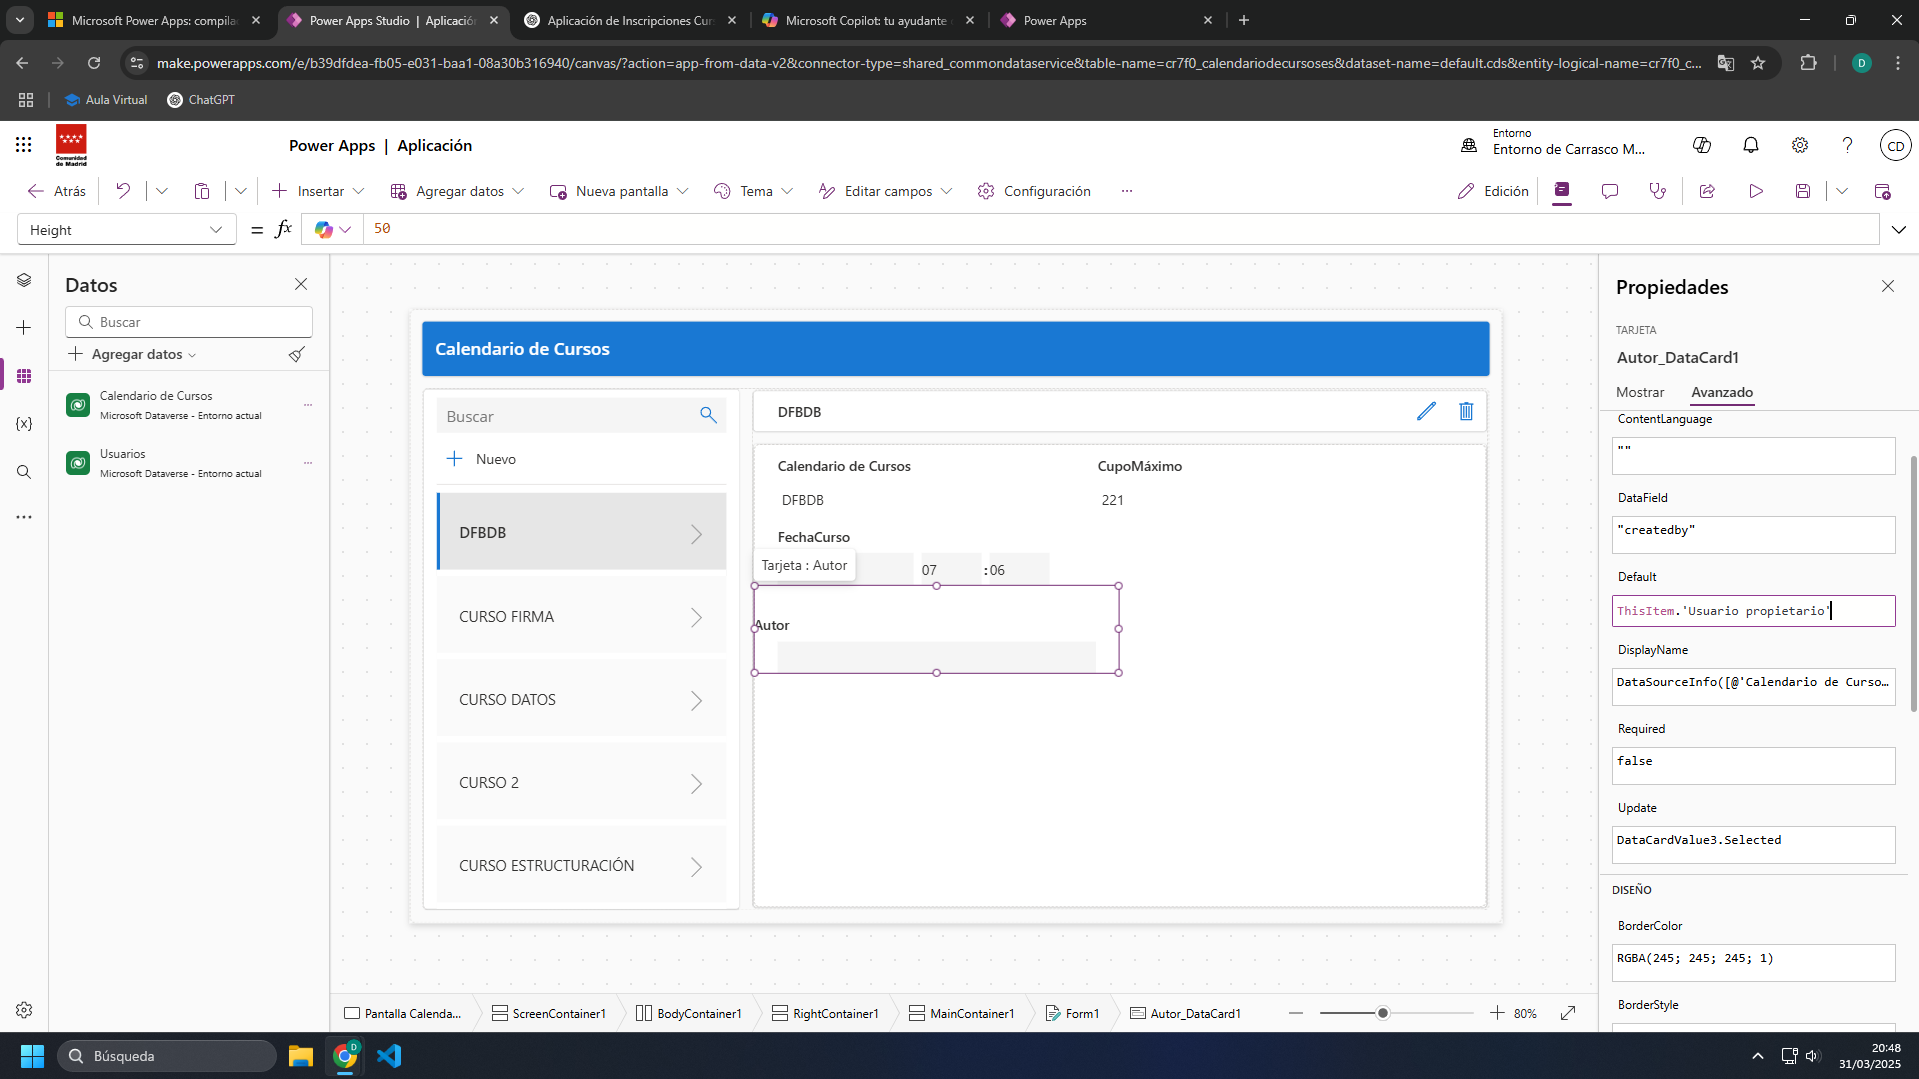 Microsoft Power Apps: compila
Power Apps Studio | Aplicación
Aplicación de Inscripciones Cur
Microsoft Copilot: tu ayudante
Power Apps
make.powerapps.com/e/b39dfdea-fb05-e031-baa1-08a30b316940/canvas/?action=app-from-data-v2&connector-type=shared_commondataservice&table-name=cr7f0_calendariodecursoses&dataset-name=default.cds&entity-logical-name=cr7f0_c...
D
Aula Virtual
ChatGPT
Comunidad de Madrid
Power Apps | Aplicación
Entorno
Entorno de Carrasco M...
CD
Atrás
Insertar
Agregar datos
Nueva pantalla
Tema
Editar campos
Configuración
...
Edición
Height
= fx
50
Datos
Buscar
Agregar datos
Calendario de Cursos
Microsoft Dataverse - Entorno actual
Usuarios
Microsoft Dataverse - Entorno actual
Calendario de Cursos
Buscar
Nuevo
DFBDB
CURSO FIRMA
CURSO DATOS
CURSO 2
CURSO ESTRUCTURACIÓN
DFBDB
Calendario de Cursos
CupoMáximo
DFBDB
221
FechaCurso
Tarjeta : Autor
07
:06
Autor
Propiedades
TARJETA
Autor_DataCard1
Mostrar
Avanzado
ContentLanguage
""
DataField
"createdby"
Default
ThisItem.'Usuario propietario'
DisplayName
DataSourceInfo([@'Calendario de Curso...
Required
false
Update
DataCardValue3.Selected
DISEÑO
BorderColor
RGBA(245; 245; 245; 1)
BorderStyle
Pantalla Calenda...
ScreenContainer1
BodyContainer1
RightContainer1
MainContainer1
Form1
Autor_DataCard1
80%
Búsqueda
D
20:48
31/03/2025